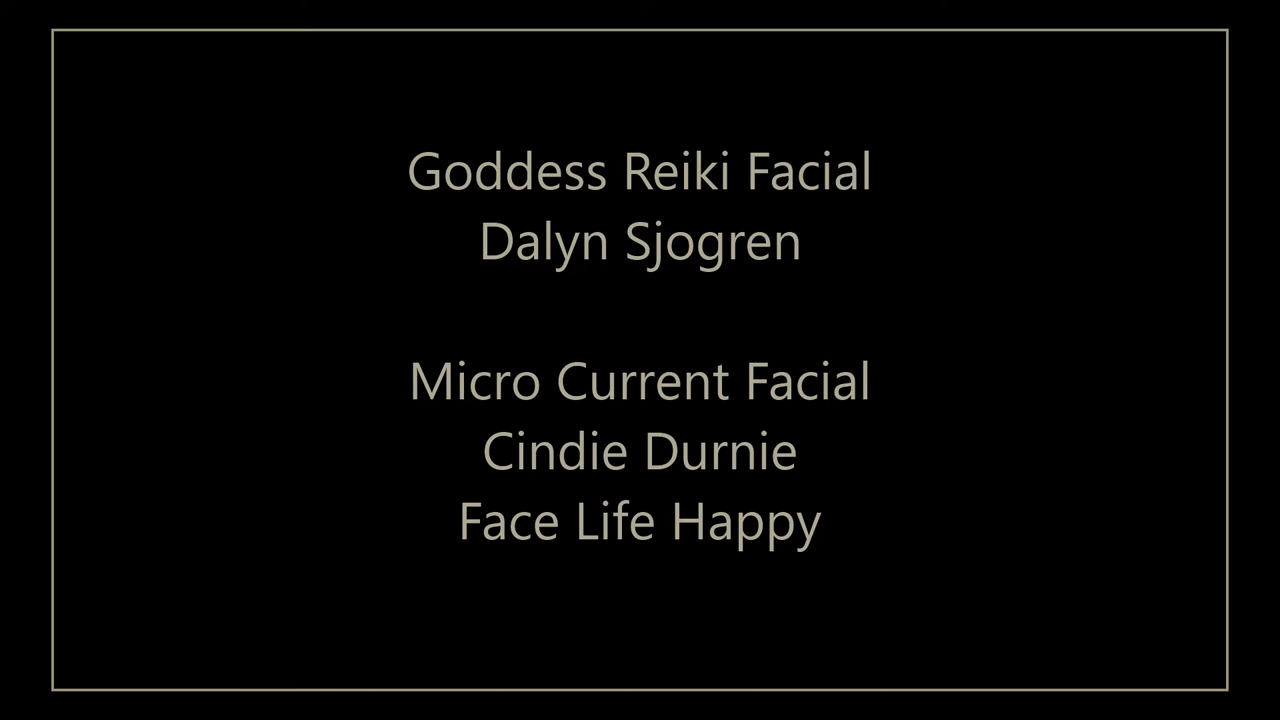 Goddess Reiki Facial
Dalyn Sjogren
Micro Current Facial
Cindie Durnie
Face Life Happy